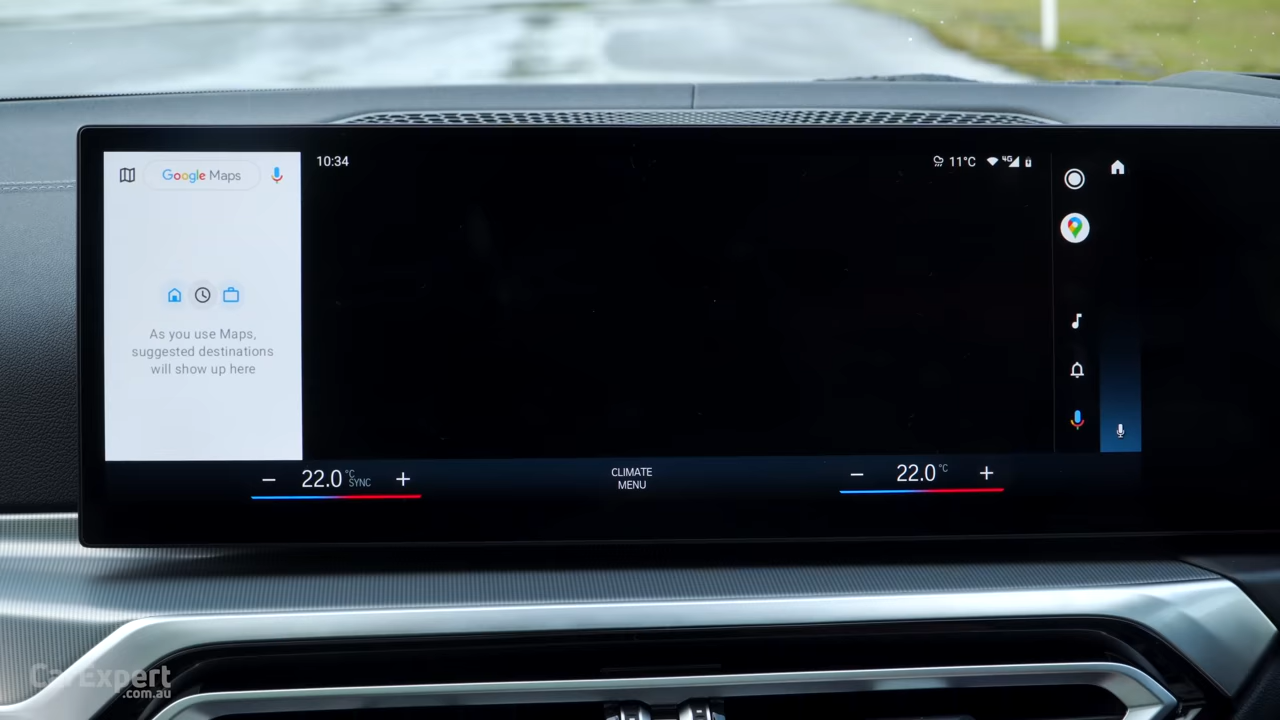 Google Maps
10:34
11°C
4G
As you use Maps,
suggested destinations
will show up here
− 22.0 °C SYNC +
CLIMATE
MENU
− 22.0 °C +
CarExpert
.com.au